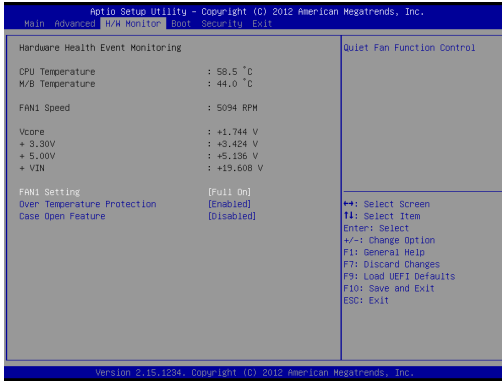 Aptio Setup Utility – Copyright (C) 2012 American Megatrends, Inc.
Main Advanced H/W Monitor Boot Security Exit
Hardware Health Event Monitoring
CPU Temperature : 58.5 °C
M/B Temperature : 44.0 °C
FAN1 Speed : 5094 RPM
Vcore : +1.744 V
+ 3.30V : +3.424 V
+ 5.00V : +5.136 V
+ VIN : +19.608 V
FAN1 Setting [Full On]
Over Temperature Protection [Enabled]
Case Open Feature [Disabled]
Quiet Fan Function Control
↔: Select Screen
↑↓: Select Item
Enter: Select
+/-: Change Option
F1: General Help
F7: Discard Changes
F9: Load UEFI Defaults
F10: Save and Exit
ESC: Exit
Version 2.15.1234. Copyright (C) 2012 American Megatrends, Inc.